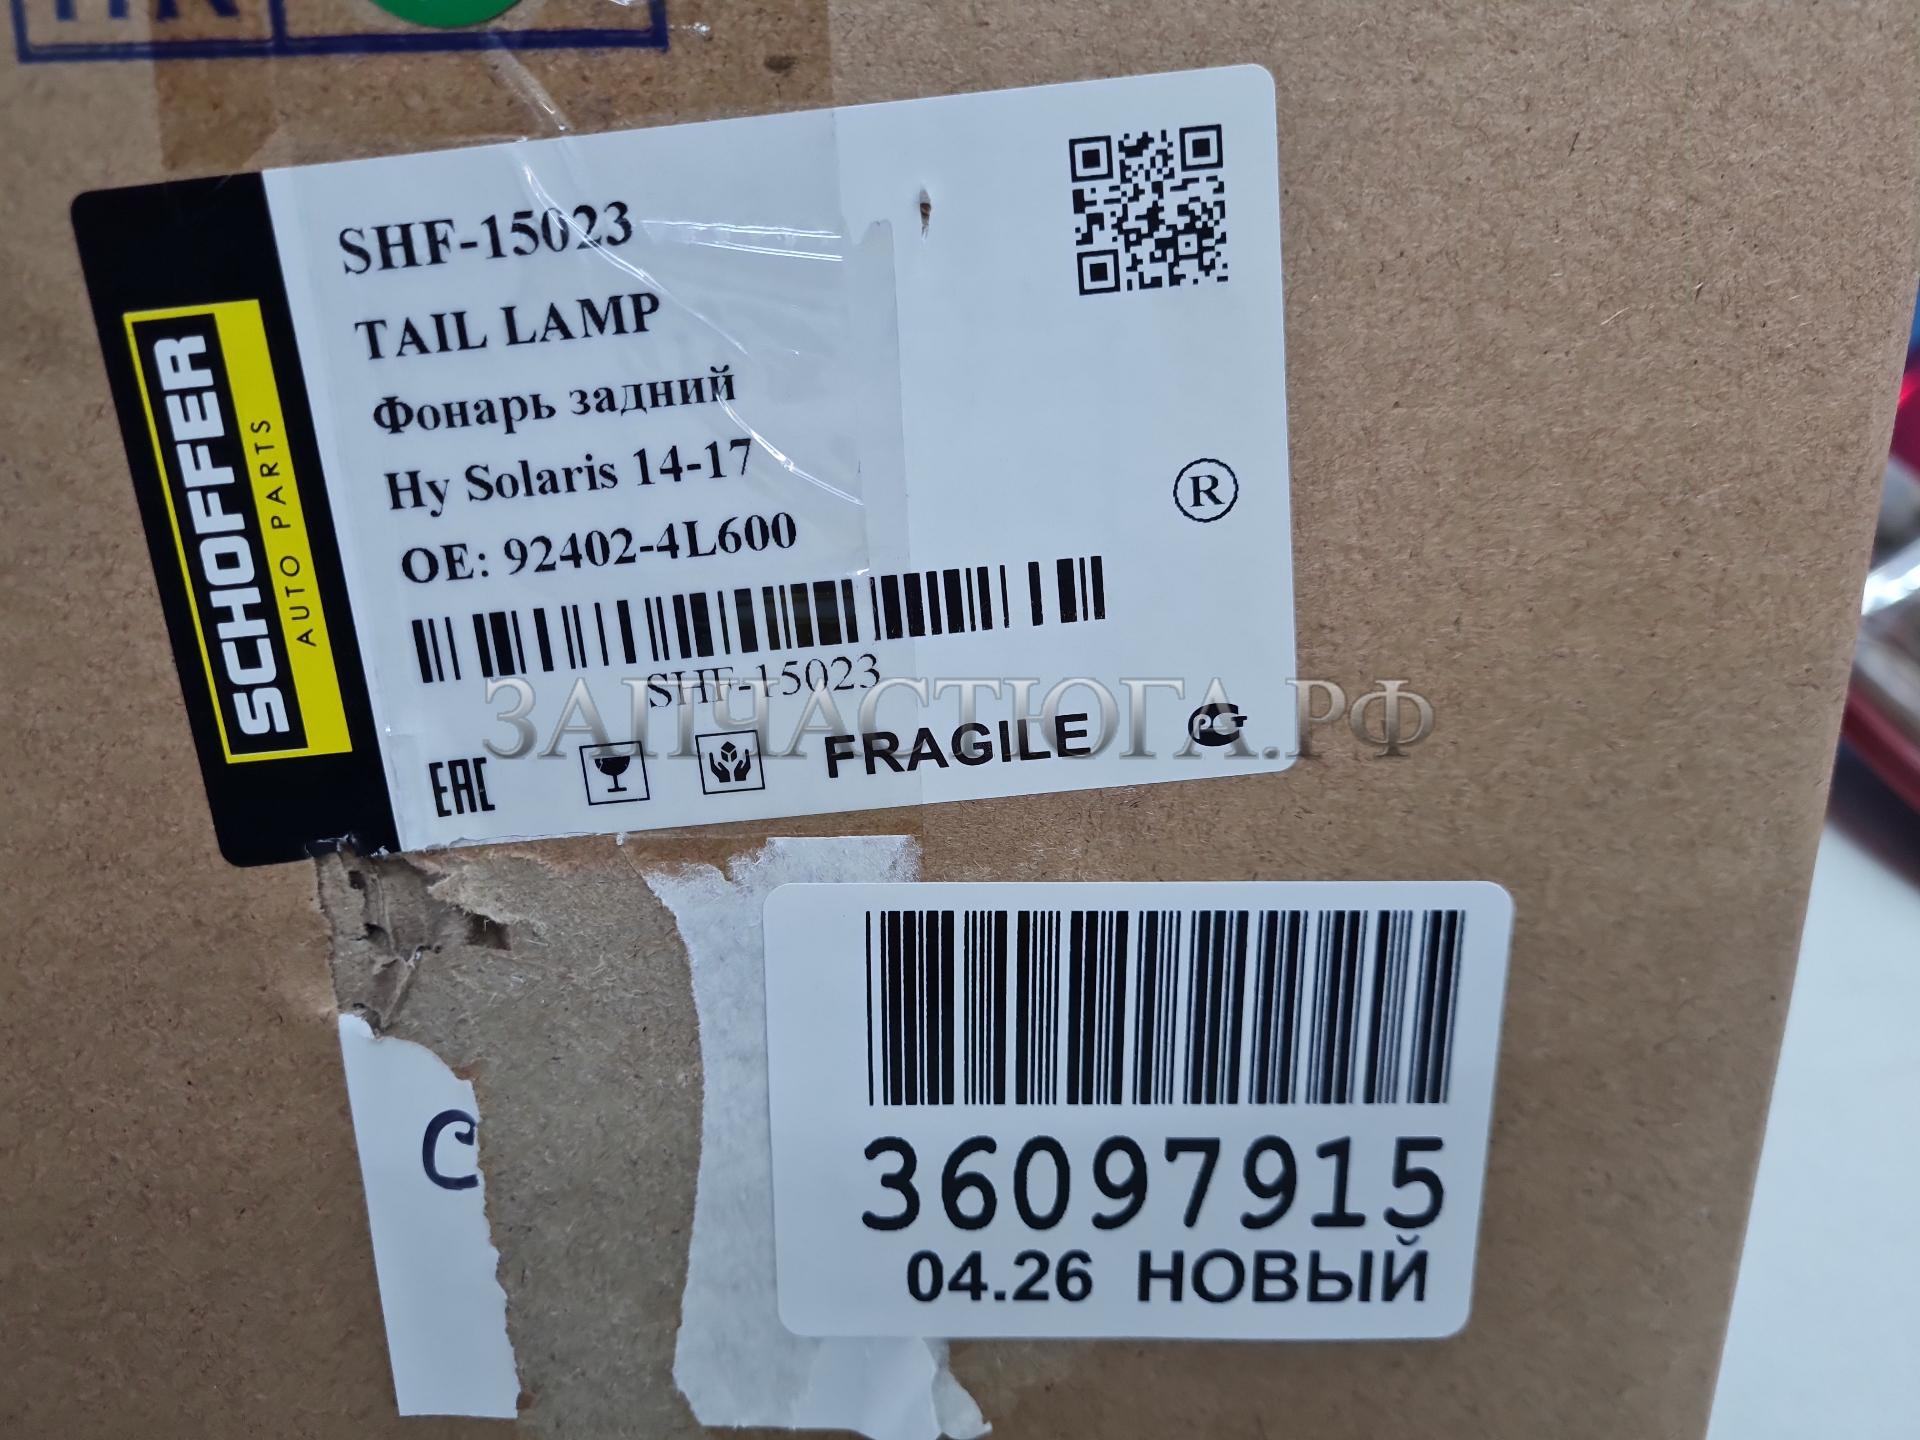 SCHOFFER
AUTO PARTS
SHF-15023
TAIL LAMP
Фонарь задний
Hy Solaris 14-17
OE: 92402-4L600
R
SHF-15023
ЗАПЧАСТЮГА.РФ
EAC
FRAGILE
РСТ
С
36097915
04.26 НОВЫЙ